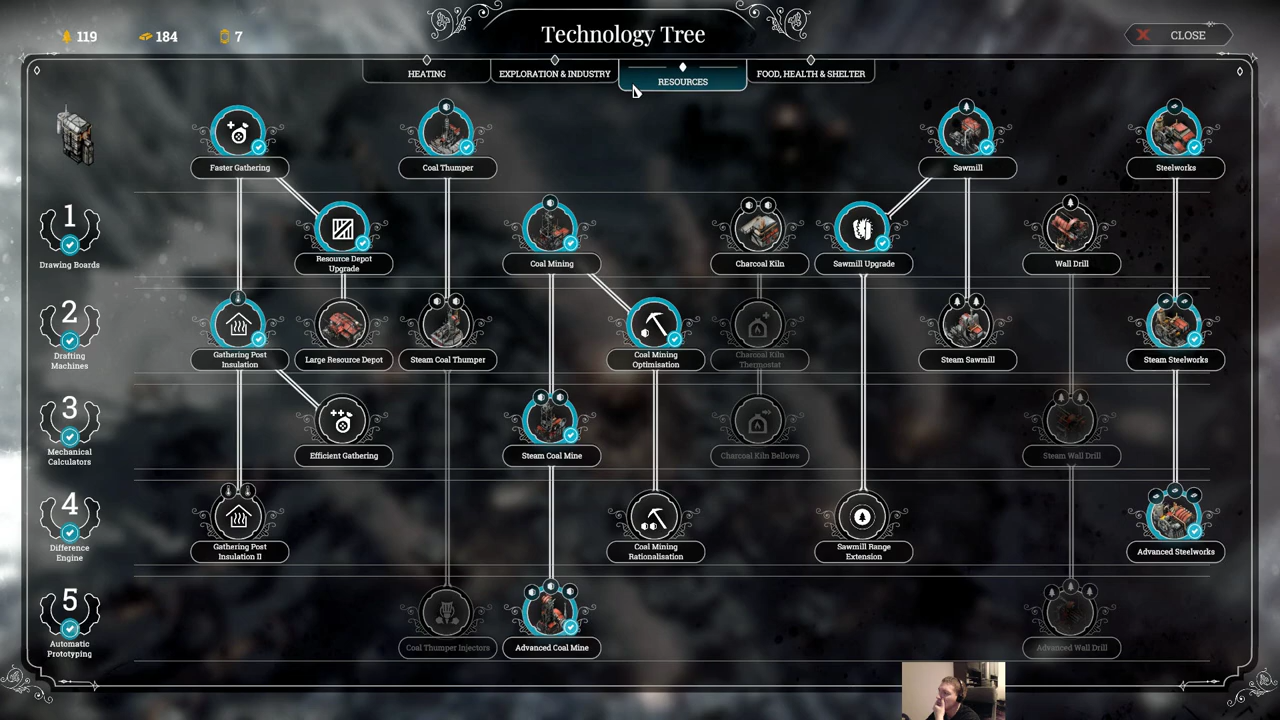 119
184
7
Technology Tree
CLOSE
HEATING
EXPLORATION & INDUSTRY
RESOURCES
FOOD, HEALTH & SHELTER
Faster Gathering
Coal Thumper
Sawmill
Steelworks
1
Drawing Boards
Resource Depot
Upgrade
Coal Mining
Charcoal Kiln
Sawmill Upgrade
Wall Drill
2
Drafting
Machines
Gathering Post
Insulation
Large Resource Depot
Steam Coal Thumper
Coal Mining
Optimisation
Charcoal Kiln
Thermostat
Steam Sawmill
Steam Steelworks
3
Mechanical
Calculators
Efficient Gathering
Steam Coal Mine
Charcoal Kiln Bellows
Steam Wall Drill
4
Difference
Engine
Gathering Post
Insulation II
Coal Mining
Rationalisation
Sawmill Range
Extension
Advanced Steelworks
5
Automatic
Prototyping
Coal Thumper Injectors
Advanced Coal Mine
Advanced Wall Drill